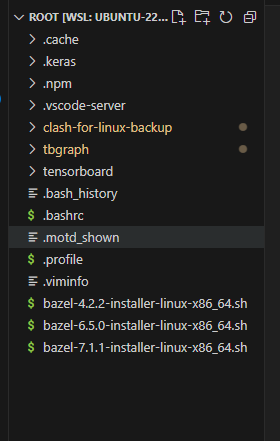 ROOT [WSL: UBUNTU-22...
.cache
.keras
.npm
.vscode-server
clash-for-linux-backup
tbgraph
tensorboard
.bash_history
$ .bashrc
.motd_shown
$ .profile
.viminfo
$ bazel-4.2.2-installer-linux-x86_64.sh
$ bazel-6.5.0-installer-linux-x86_64.sh
$ bazel-7.1.1-installer-linux-x86_64.sh